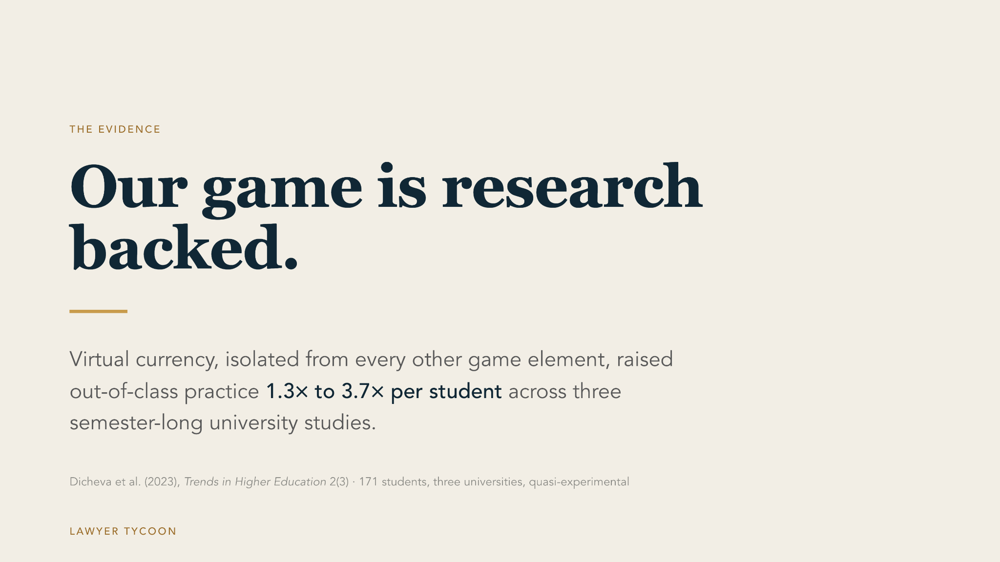 THE EVIDENCE
Our game is research
backed.
Virtual currency, isolated from every other game element, raised
out-of-class practice 1.3× to 3.7× per student across three
semester-long university studies.
Dicheva et al. (2023), Trends in Higher Education 2(3) · 171 students, three universities, quasi-experimental
LAWYER TYCOON